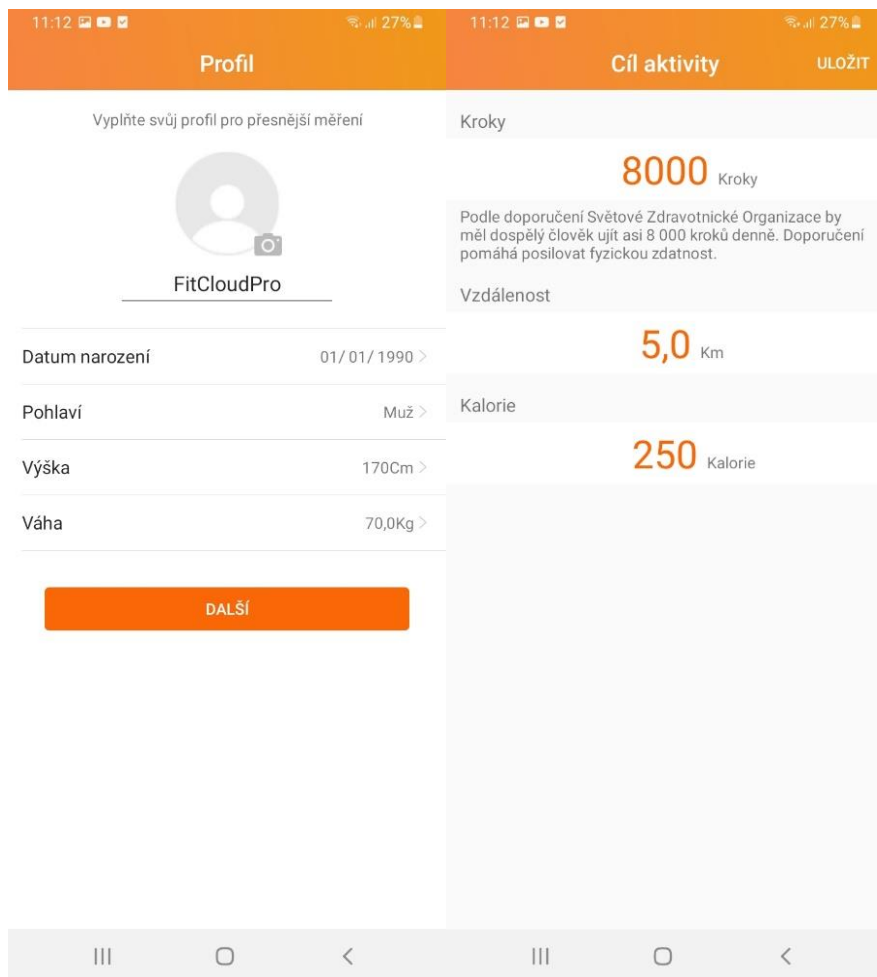 11:12
27%
Profil
Vyplňte svůj profil pro přesnější měření
FitCloudPro
Datum narození 01/01/1990
Pohlaví Muž
Výška 170Cm
Váha 70,0Kg
DALŠÍ
11:12
27%
Cíl aktivity
ULOŽIT
Kroky
8000 Kroky
Podle doporučení Světové Zdravotnické Organizace by
měl dospělý člověk ujít asi 8 000 kroků denně. Doporučení
pomáhá posilovat fyzickou zdatnost.
Vzdálenost
5,0 Km
Kalorie
250 Kalorie